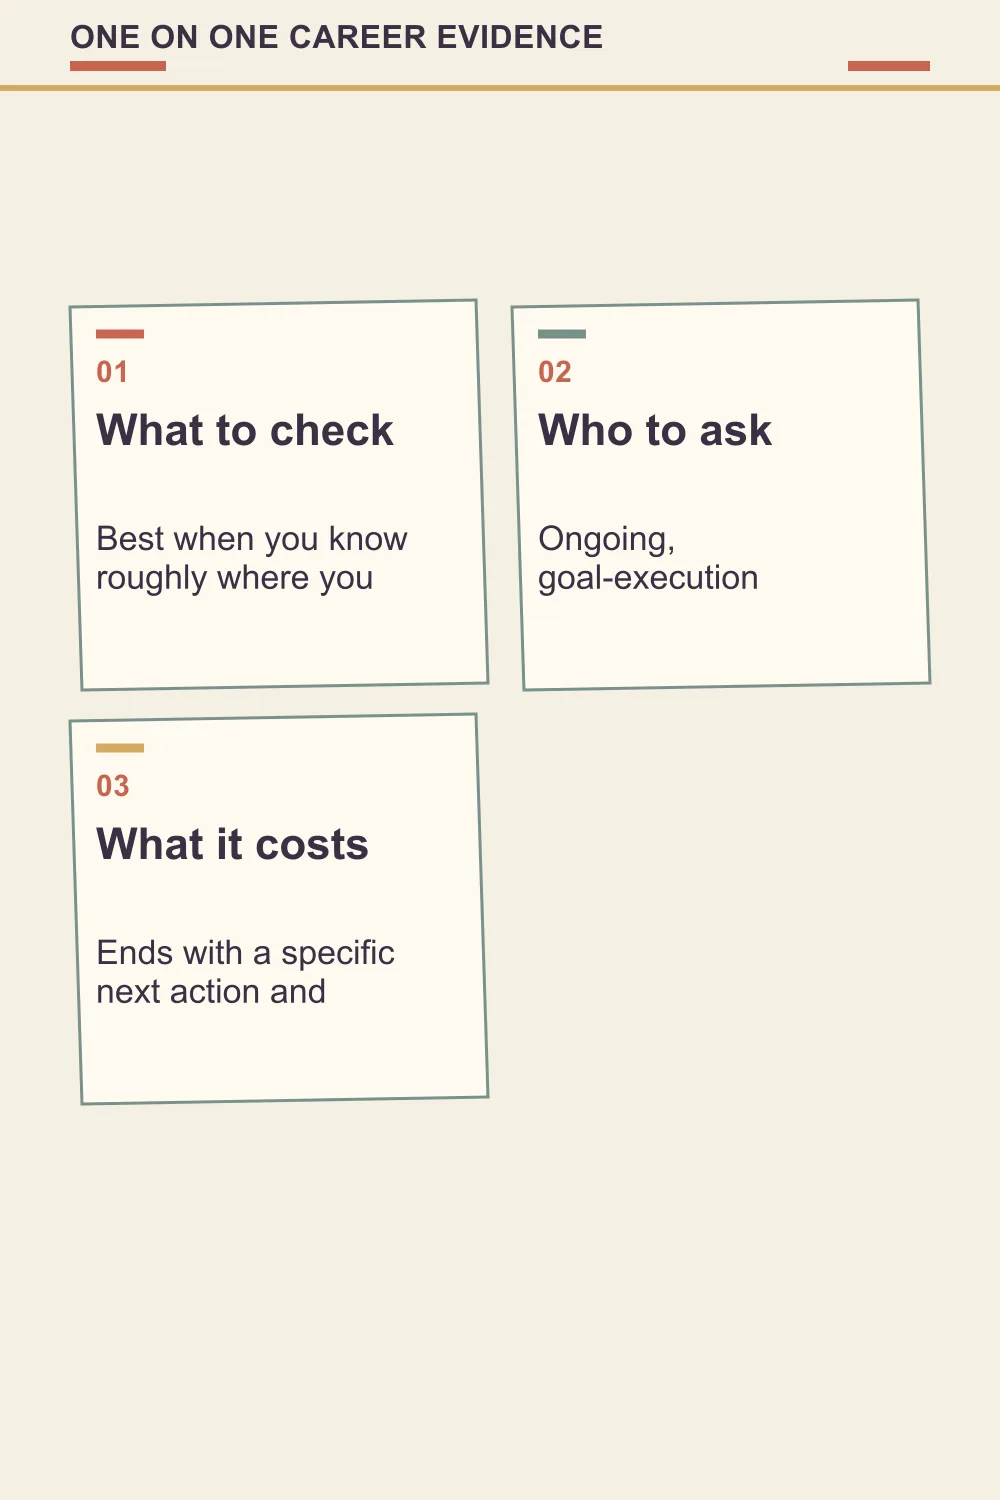 ONE ON ONE CAREER EVIDENCE
01
What to check
Best when you know
roughly where you
02
Who to ask
Ongoing,
goal-execution
03
What it costs
Ends with a specific
next action and